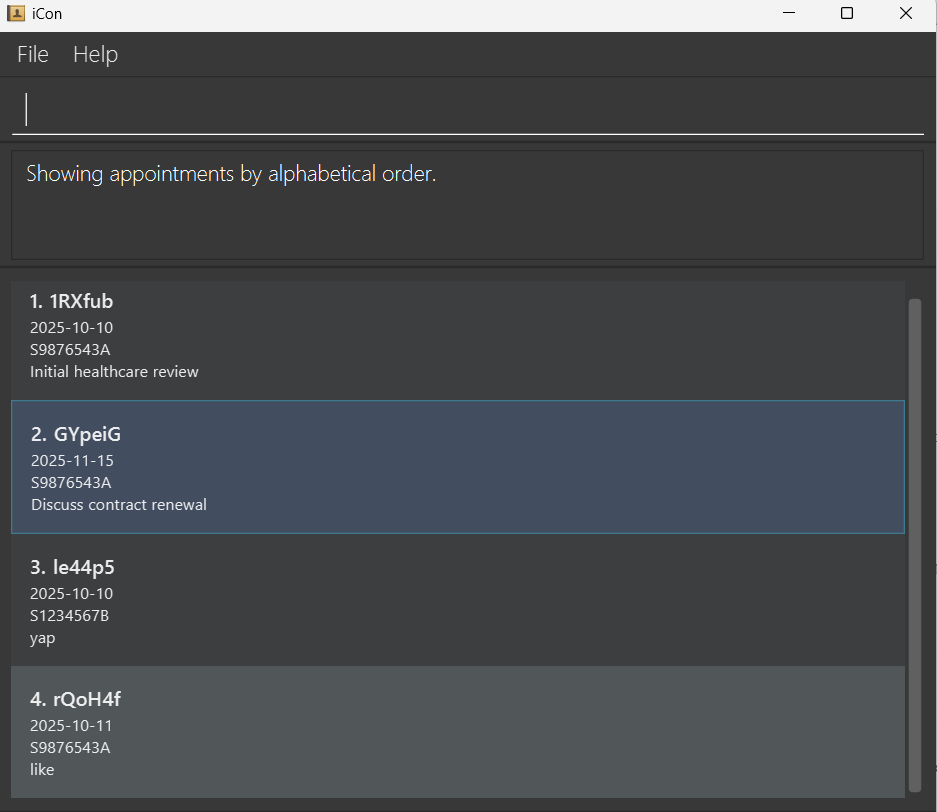 iCon
File Help
Showing appointments by alphabetical order.
1. 1RXfub
2025-10-10
S9876543A
Initial healthcare review
2. GYpeiG
2025-11-15
S9876543A
Discuss contract renewal
3. le44p5
2025-10-10
S1234567B
yap
4. rQoH4f
2025-10-11
S9876543A
like